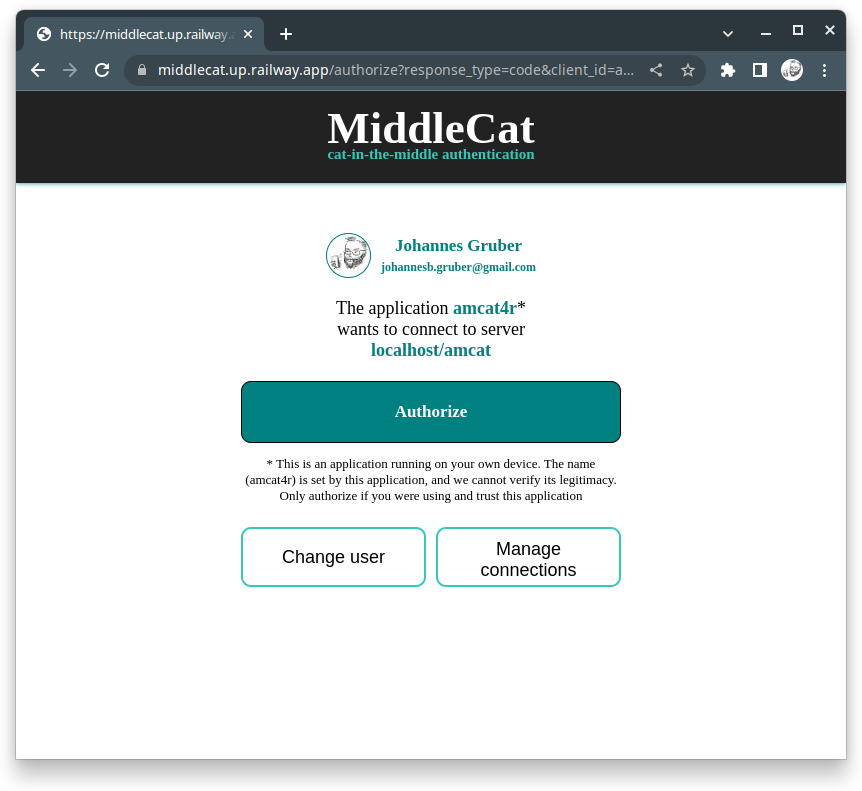 https://middlecat.up.railway.a
middlecat.up.railway.app/authorize?response_type=code&client_id=a...
MiddleCat
cat-in-the-middle authentication
Johannes Gruber
johannesb.gruber@gmail.com
The application amcat4r*
wants to connect to server
localhost/amcat
Authorize
* This is an application running on your own device. The name
(amcat4r) is set by this application, and we cannot verify its legitimacy.
Only authorize if you were using and trust this application
Change user
Manage
connections